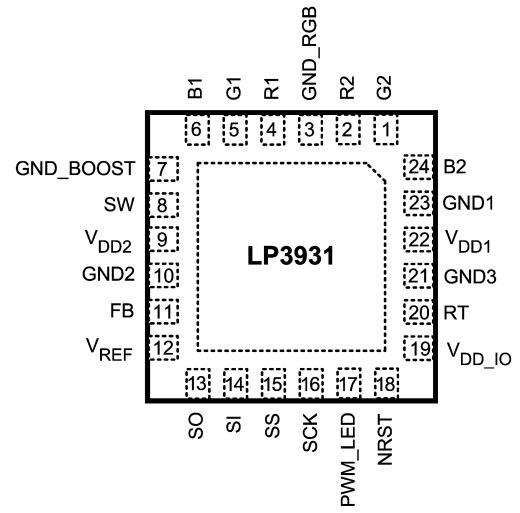 B1 G1 R1 GND_RGB R2 G2
6 5 4 3 2 1
GND_BOOST 7
SW 8
VDD2 9
GND2 10
FB 11
VREF 12
LP3931
24 B2
23 GND1
22 VDD1
21 GND3
20 RT
19 VDD_IO
13 14 15 16 17 18
SO SI SS SCK PWM_LED NRST